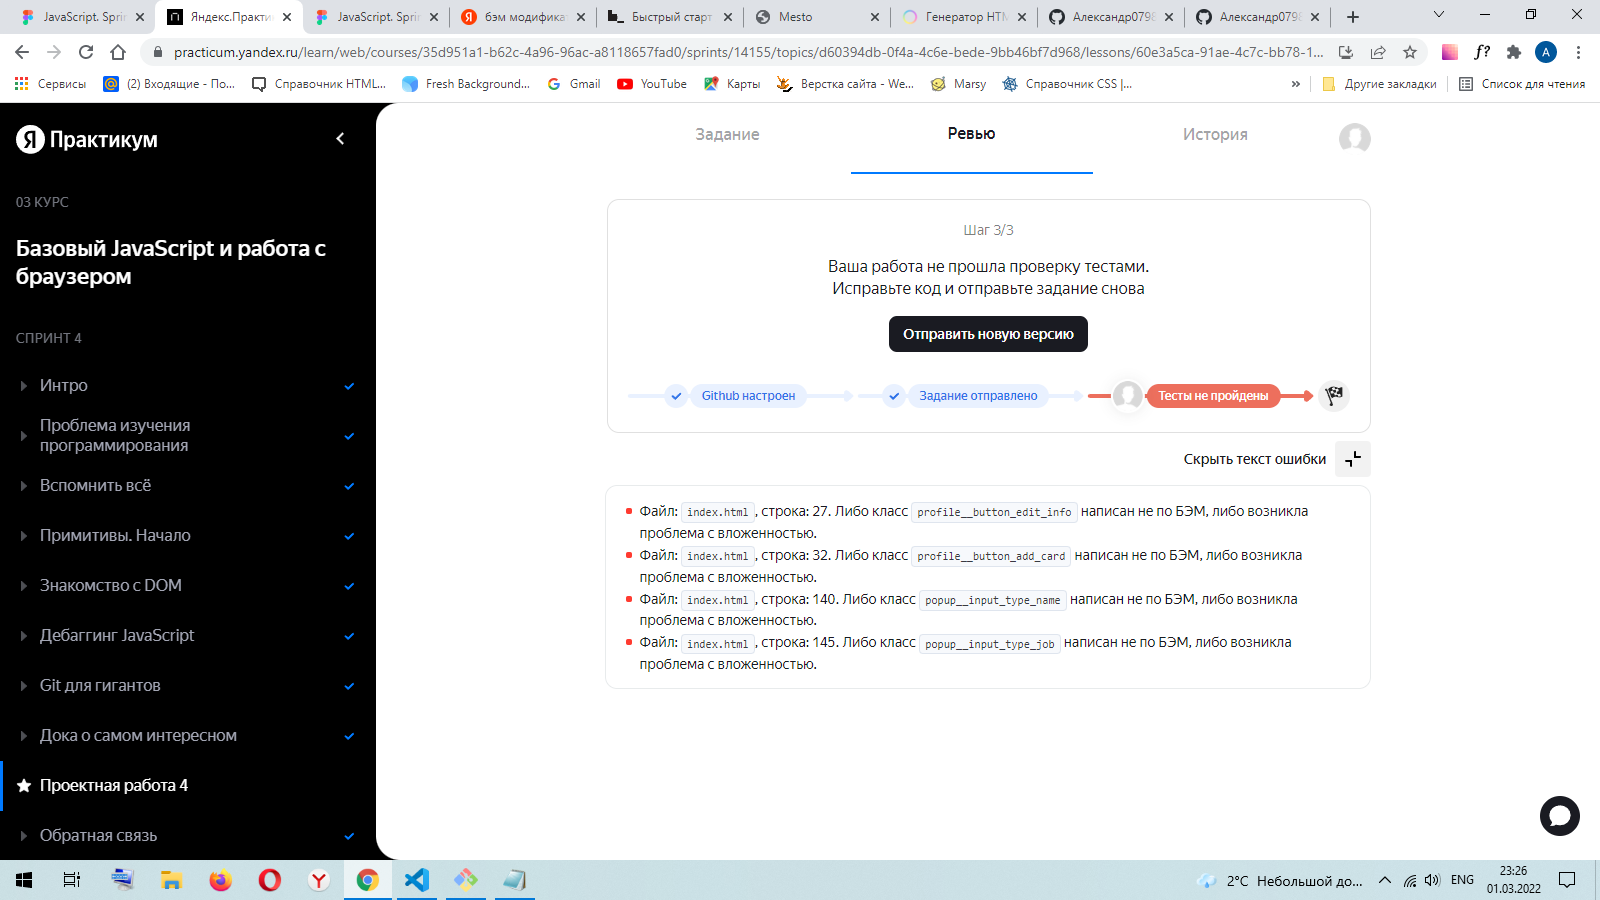 JavaScript. Sprin
Яндекс.Практи
JavaScript. Sprin
бэм модификат
Быстрый старт
Mesto
Генератор HTM
Александр0798
Александр0798
practicum.yandex.ru/learn/web/courses/35d951a1-b62c-4a96-96ac-a8118657fad0/sprints/14155/topics/d60394db-0f4a-4c6e-bede-9bb46bf7d968/lessons/60e3a5ca-91ae-4c7c-bb78-1...
f?
A
Сервисы
(2) Входящие - По...
Справочник HTML...
Fresh Background...
Gmail
YouTube
Карты
Верстка сайта - We...
Marsy
Справочник CSS |...
»
Другие закладки
Список для чтения
Я Практикум
03 КУРС
Базовый JavaScript и работа с
браузером
СПРИНТ 4
Интро
Проблема изучения
программирования
Вспомнить всё
Примитивы. Начало
Знакомство с DOM
Дебаггинг JavaScript
Git для гигантов
Дока о самом интересном
Проектная работа 4
Обратная связь
Задание
Ревью
История
Шаг 3/3
Ваша работа не прошла проверку тестами.
Исправьте код и отправьте задание снова
Отправить новую версию
Github настроен
Задание отправлено
Тесты не пройдены
Скрыть текст ошибки
Файл: index.html, строка: 27. Либо класс profile__button_edit_info написан не по БЭМ, либо возникла
проблема с вложенностью.
Файл: index.html, строка: 32. Либо класс profile__button_add_card написан не по БЭМ, либо возникла
проблема с вложенностью.
Файл: index.html, строка: 140. Либо класс popup__input_type_name написан не по БЭМ, либо возникла
проблема с вложенностью.
Файл: index.html, строка: 145. Либо класс popup__input_type_job написан не по БЭМ, либо возникла
проблема с вложенностью.
2°C Небольшой до...
ENG
23:26
01.03.2022